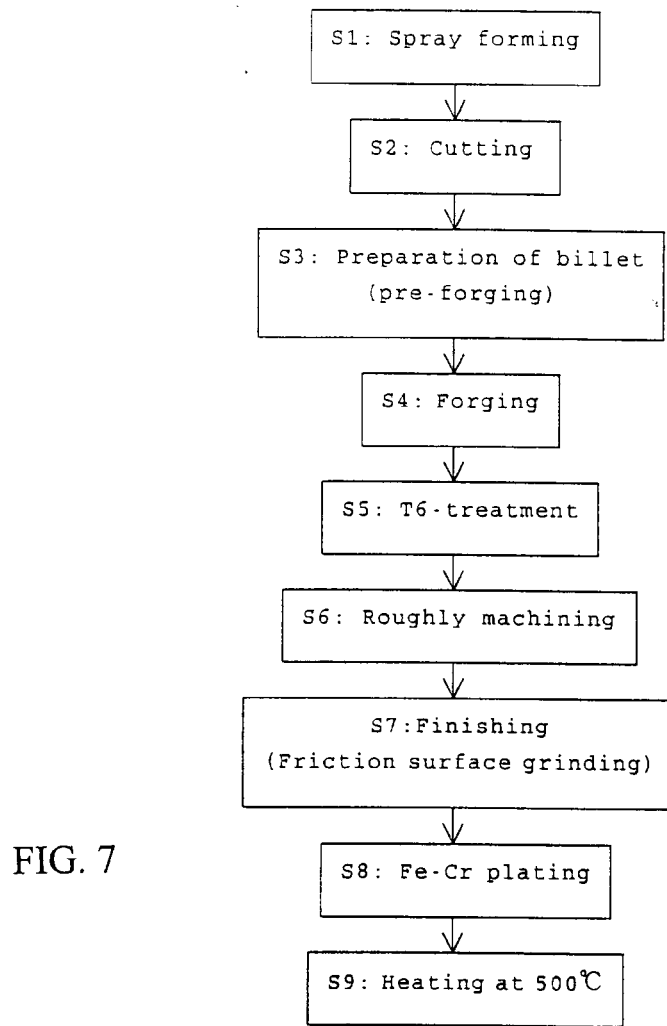 S1: Spray forming
S2: Cutting
S3: Preparation of billet
(pre-forging)
S4: Forging
S5: T6-treatment
S6: Roughly machining
S7:Finishing
(Friction surface grinding)
S8: Fe-Cr plating
S9: Heating at 500℃
FIG. 7